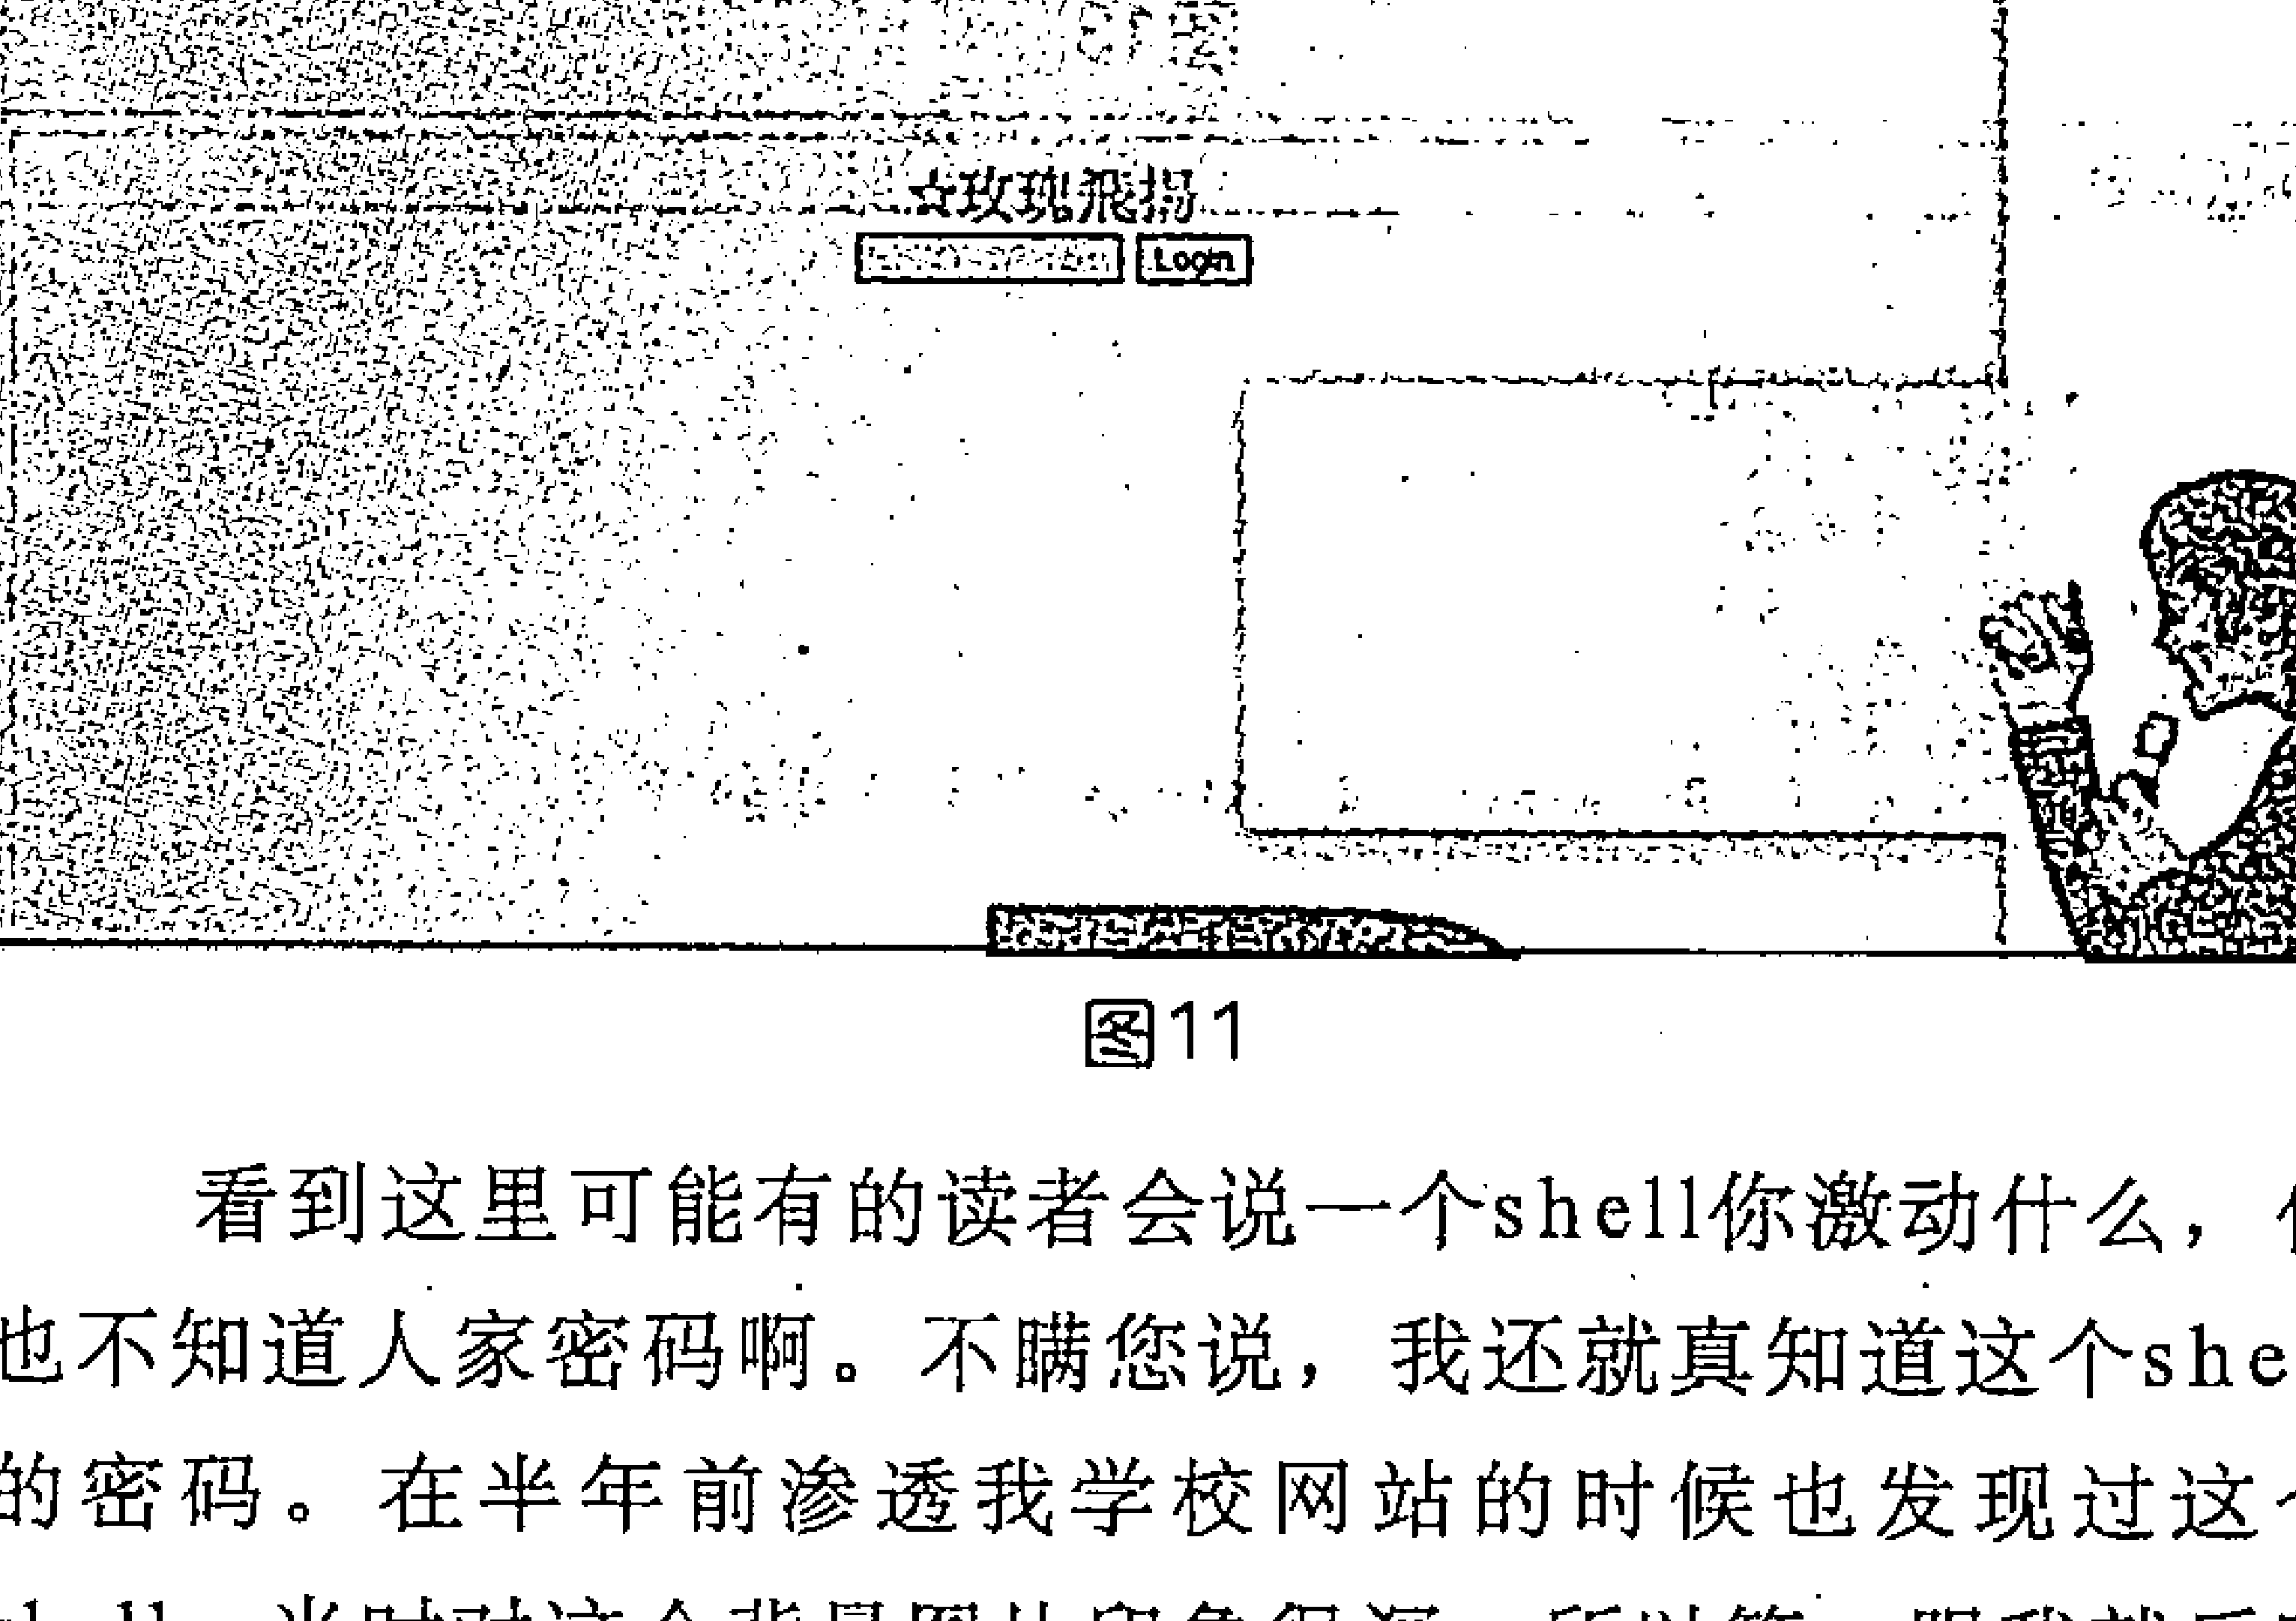 ☆玫瑰飛揚
Login
图11
看到这里可能有的读者会说一个shell你激动什么，
也不知道人家密码啊。不瞒您说，我还就真知道这个she
的密码。在半年前渗透我学校网站的时候也发现过这